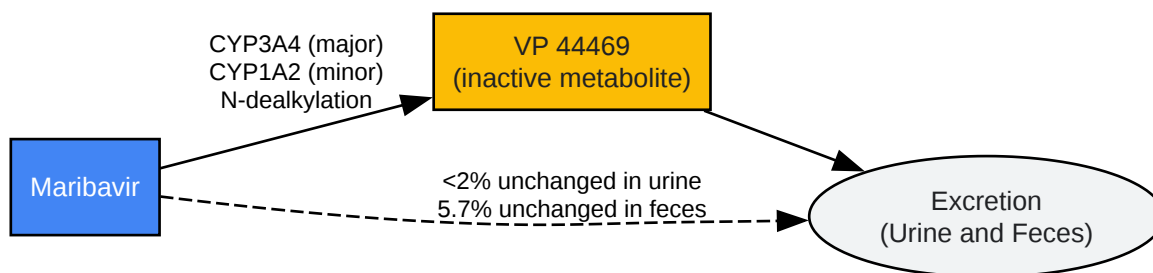 CYP3A4 (major)
CYP1A2 (minor)
N-dealkylation
VP 44469
(inactive metabolite)
Maribavir
<2% unchanged in urine
5.7% unchanged in feces
Excretion
(Urine and Feces)